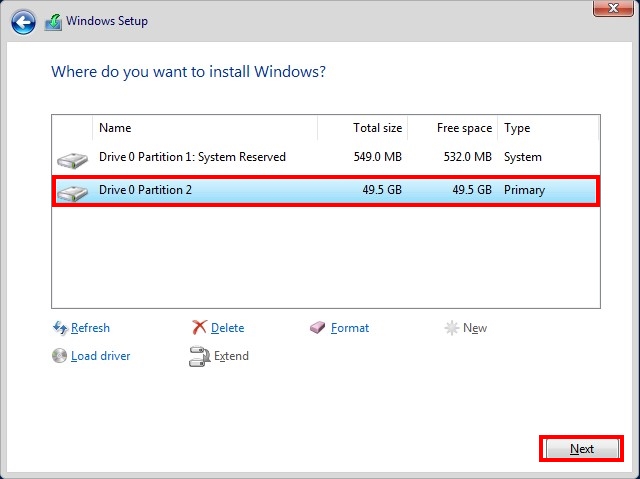 Windows Setup
Where do you want to install Windows?
Name Total size Free space Type
Drive 0 Partition 1: System Reserved 549.0 MB 532.0 MB System
Drive 0 Partition 2 49.5 GB 49.5 GB Primary
Refresh Delete Format New
Load driver Extend
Next